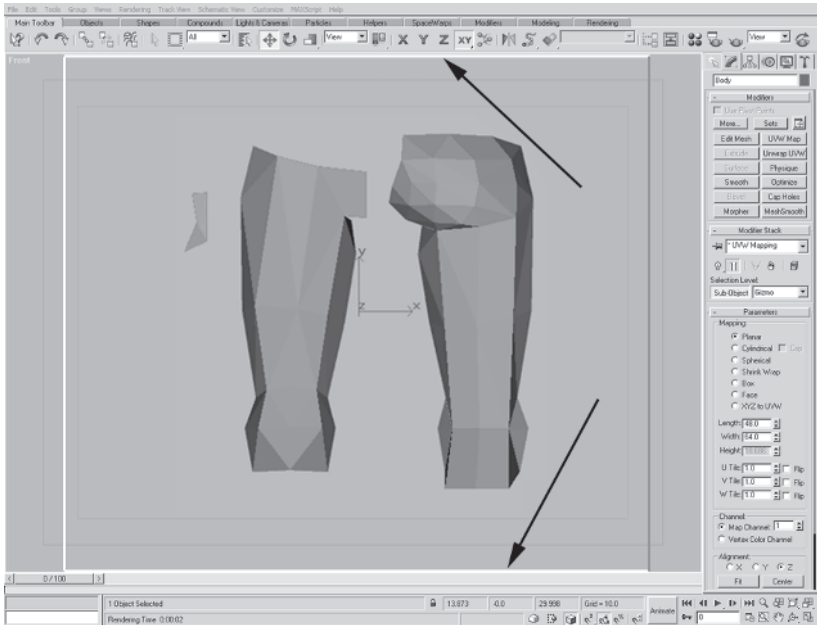 File Edit Tools Group Views Rendering Track View Schematic View Customize MAXScript Help
Main Toolbar Objects Shapes Compounds Lights & Cameras Particles Helpers SpaceWarps Modifiers Modeling Rendering
All View X Y Z XY View
Front
Body
Modifiers
Use Pivot Points
More... Sets
Edit Mesh UVW Map
Extrude Unwrap UVW
Surface Physique
Smooth Optimize
Bevel Cap Holes
Morpher MeshSmooth
Modifier Stack
UVW Mapping
Selection Level:
Sub-Object Gizmo
Parameters
Mapping:
Planar
Cylindrical Cap
Spherical
Shrink Wrap
Box
Face
XYZ to UVW
Length: 48.0
Width: 64.0
Height:
U Tile: 1.0 Flip
V Tile: 1.0 Flip
W Tile: 1.0 Flip
Channel:
Map Channel: 1
Vertex Color Channel
Alignment:
X Y Z
Fit Center
y
z x
0 / 100
1 Object Selected 13.873 -0.0 29.998 Grid = 10.0
Animate
Rendering Time 0:00:02
0